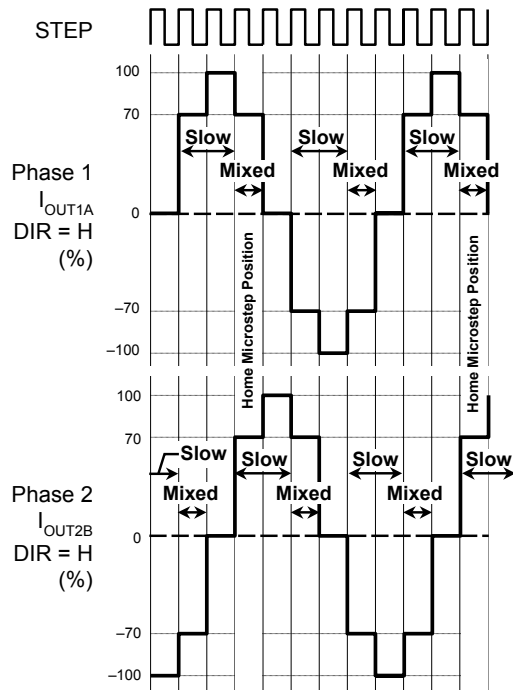 STEP
100
70
Slow
Slow
Slow
Mixed
Mixed
Mixed
Phase 1
I_OUT1A
DIR = H
(%)
0
–70
–100
Home Microstep Position
Home Microstep Position
100
70
Slow
Slow
Slow
Slow
Mixed
Mixed
Mixed
Phase 2
I_OUT2B
DIR = H
(%)
0
–70
–100